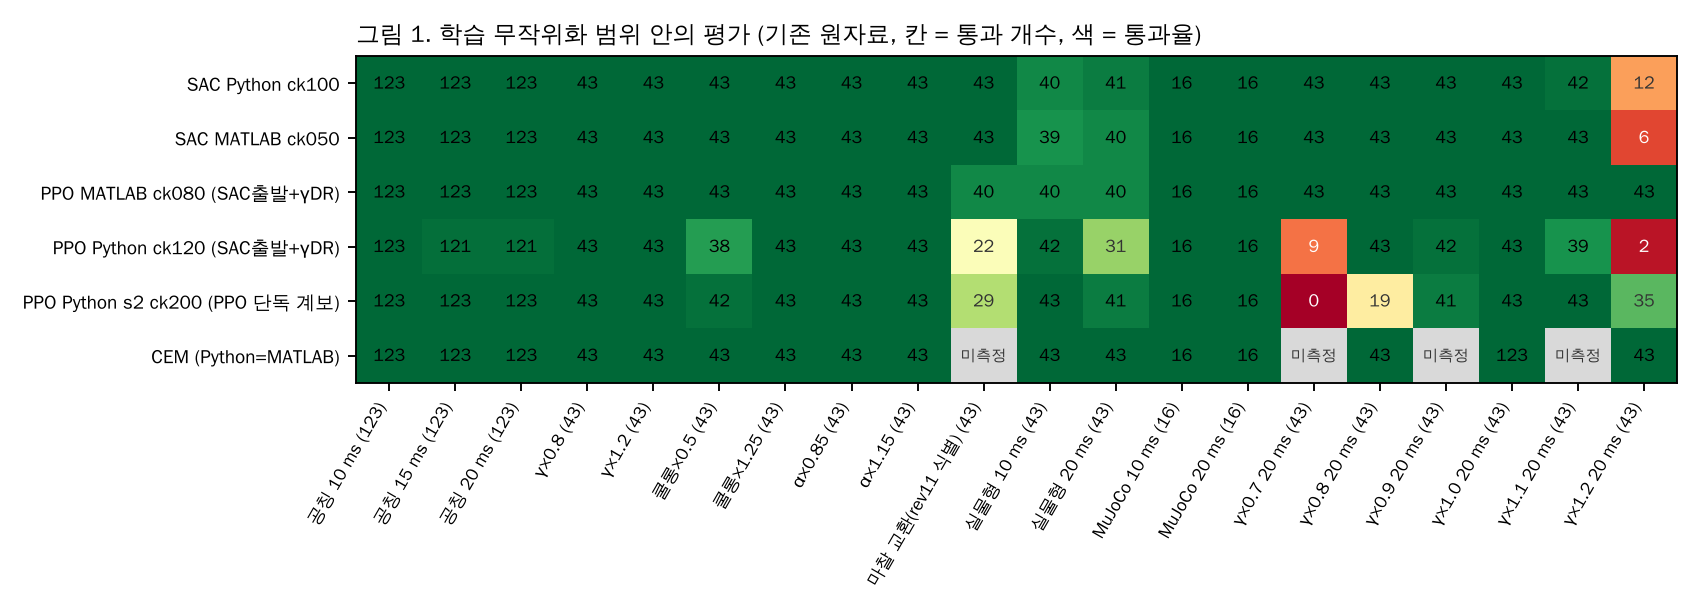 그림 1. 학습 무작위화 범위 안의 평가 (기존 원자료, 칸 = 통과 개수, 색 = 통과율)
SAC Python ck100 123 123 123 43 43 43 43 43 43 43 40 41 16 16 43 43 43 43 42 12
SAC MATLAB ck050 123 123 123 43 43 43 43 43 43 43 39 40 16 16 43 43 43 43 43 6
PPO MATLAB ck080 (SAC출발+γDR) 123 123 123 43 43 43 43 43 43 40 40 40 16 16 43 43 43 43 43 43
PPO Python ck120 (SAC출발+γDR) 123 121 121 43 43 38 43 43 43 22 42 31 16 16 9 43 42 43 39 2
PPO Python s2 ck200 (PPO 단독 계보) 123 123 123 43 43 42 43 43 43 29 43 41 16 16 0 19 41 43 43 35
CEM (Python=MATLAB) 123 123 123 43 43 43 43 43 43 미측정 43 43 16 16 미측정 43 미측정 123 미측정 43
공칭 10 ms (123)
공칭 15 ms (123)
공칭 20 ms (123)
γ×0.8 (43)
γ×1.2 (43)
쿨롱×0.5 (43)
쿨롱×1.25 (43)
α×0.85 (43)
α×1.15 (43)
마찰 교환(rev11 식별) (43)
실물형 10 ms (43)
실물형 20 ms (43)
MuJoCo 10 ms (16)
MuJoCo 20 ms (16)
γ×0.7 20 ms (43)
γ×0.8 20 ms (43)
γ×0.9 20 ms (43)
γ×1.0 20 ms (43)
γ×1.1 20 ms (43)
γ×1.2 20 ms (43)